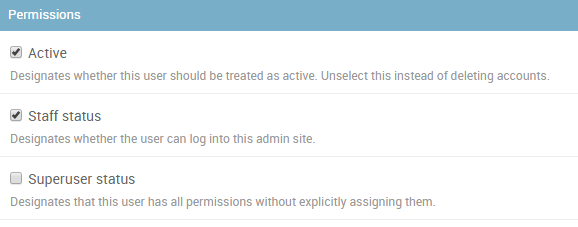 Permissions
Active
Designates whether this user should be treated as active. Unselect this instead of deleting accounts.
Staff status
Designates whether the user can log into this admin site.
Superuser status
Designates that this user has all permissions without explicitly assigning them.